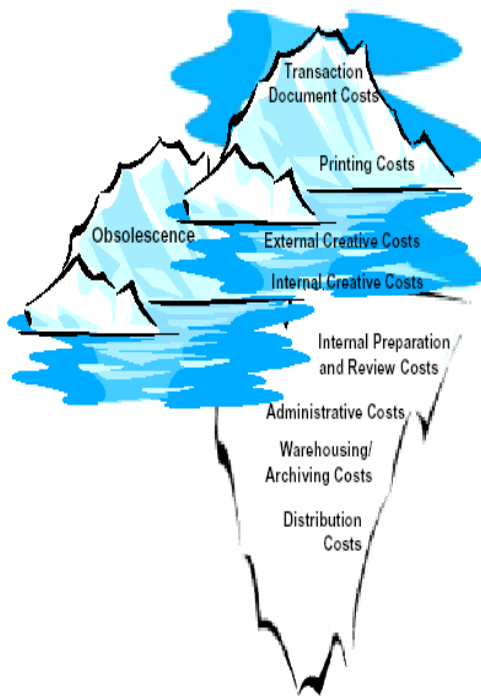 Transaction
Document Costs
Printing Costs
Obsolescence
External Creative Costs
Internal Creative Costs
Internal Preparation
and Review Costs
Administrative Costs
Warehousing/
Archiving Costs
Distribution
Costs